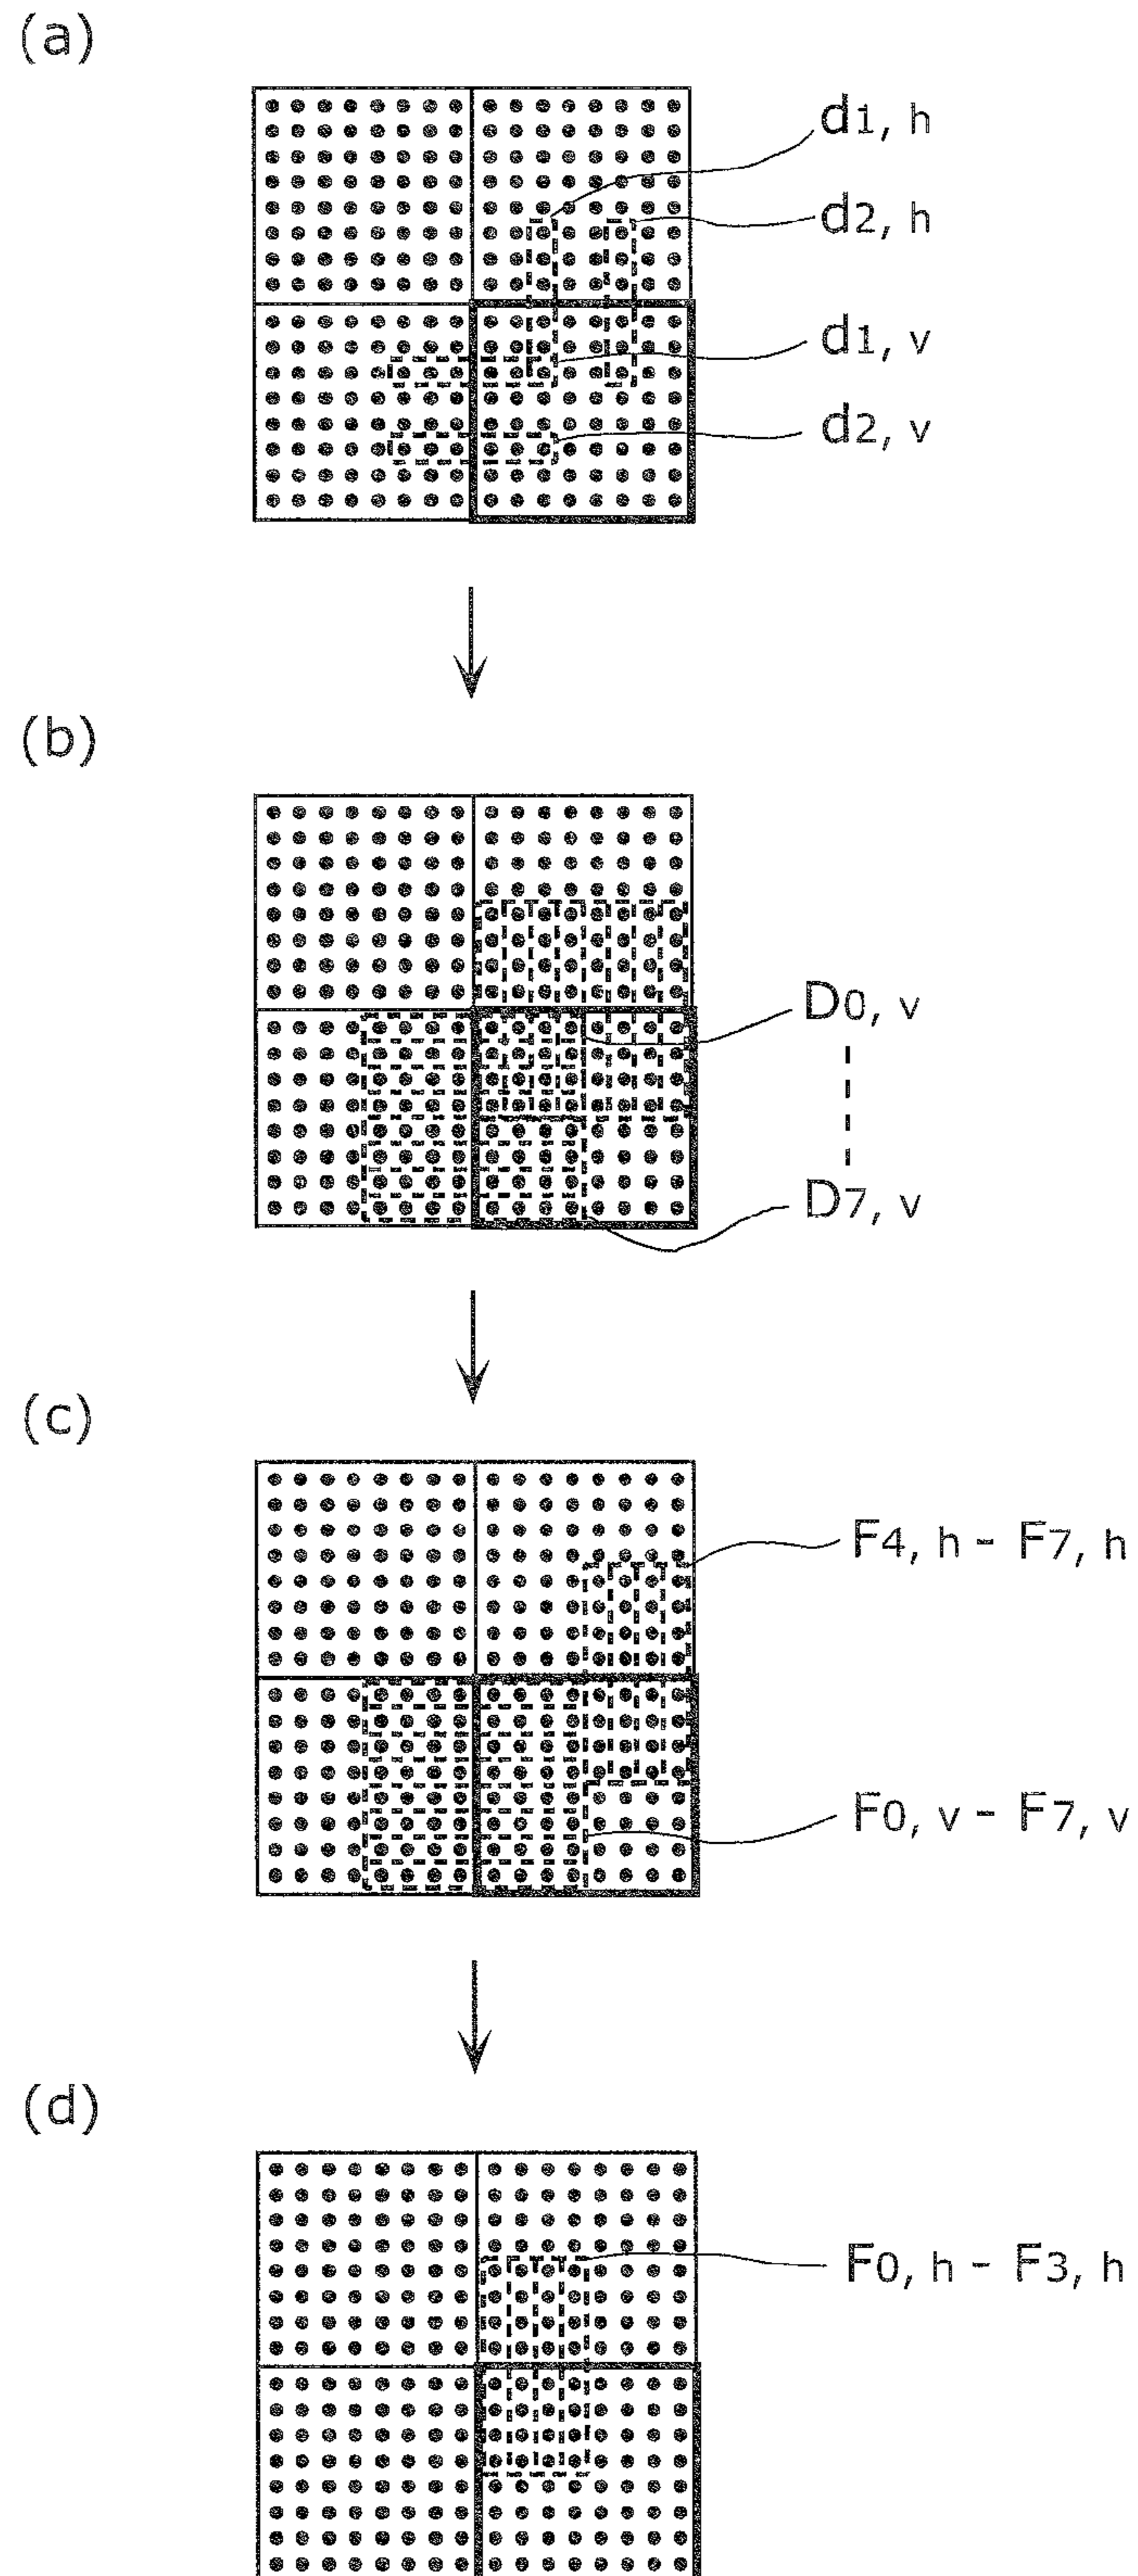 (a)
d1, h
d2, h
d1, v
d2, v
(b)
D0, v
D7, v
(c)
F4, h - F7, h
F0, v - F7, v
(d)
F0, h - F3, h